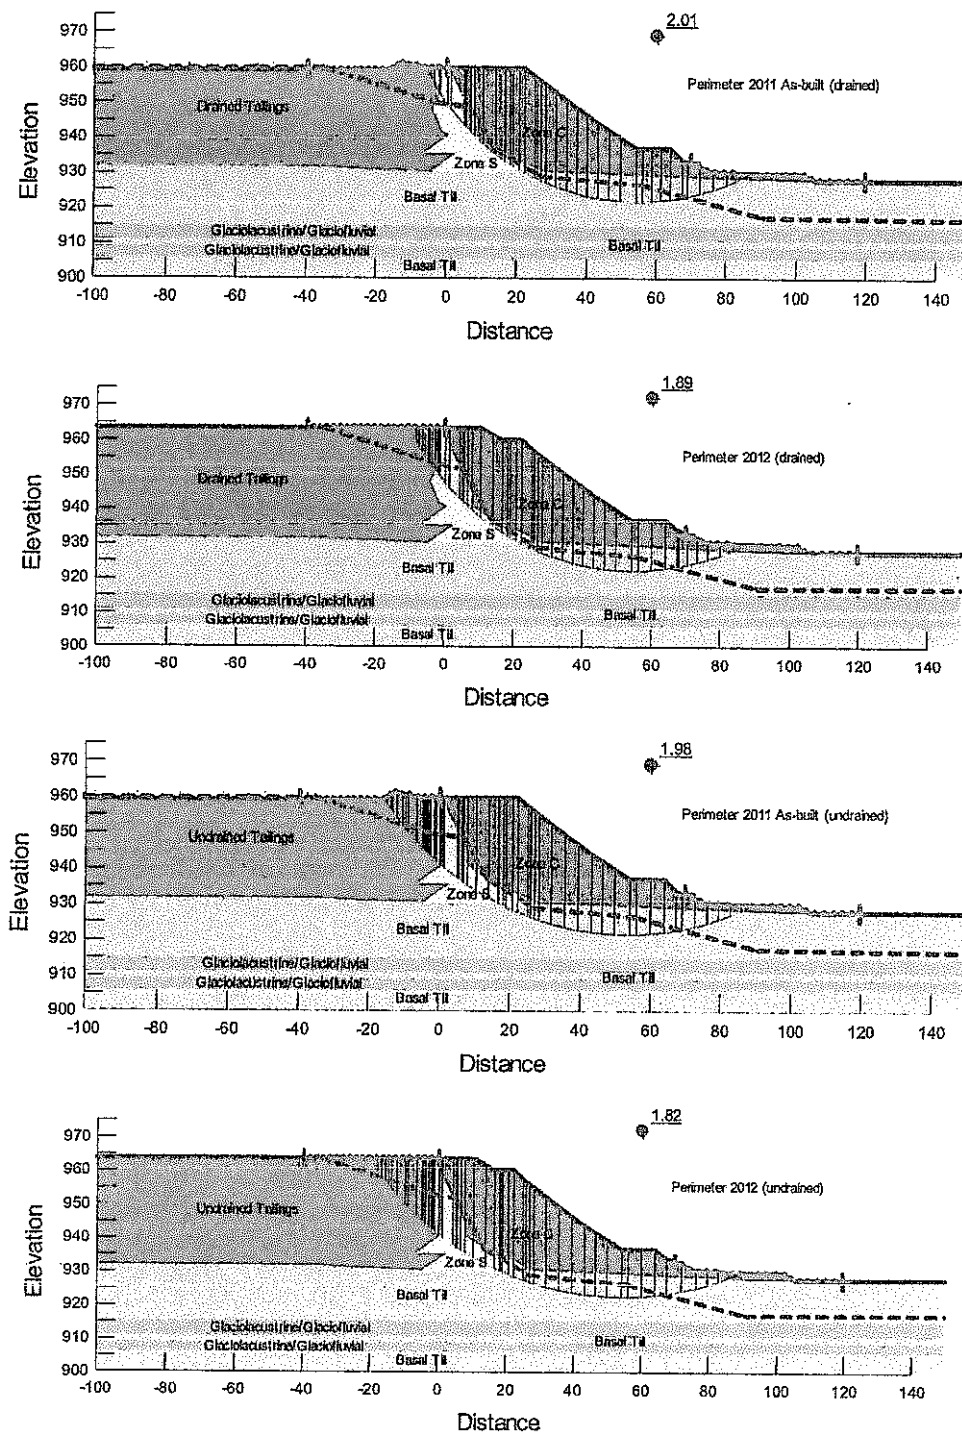 2.01
970
960
950
940
930
920
910
900
Elevation
Perimeter 2011 As-built (drained)
Drained Tailings
Zone C
Zone S
Basal Till
Glaciolacustrine/Glaciofluvial
Glaciolacustrine/Glaciofluvial
Basal Till
Basal Till
-100 -80 -60 -40 -20 0 20 40 60 80 100 120 140
Distance
1.89
970
960
950
940
930
920
910
900
Elevation
Perimeter 2012 (drained)
Drained Tailings
Zone C
Zone S
Basal Till
Glaciolacustrine/Glaciofluvial
Glaciolacustrine/Glaciofluvial
Basal Till
Basal Till
-100 -80 -60 -40 -20 0 20 40 60 80 100 120 140
Distance
1.98
970
960
950
940
930
920
910
900
Elevation
Perimeter 2011 As-built (undrained)
Undrained Tailings
Zone C
Zone S
Basal Till
Glaciolacustrine/Glaciofluvial
Glaciolacustrine/Glaciofluvial
Basal Till
Basal Till
-100 -80 -60 -40 -20 0 20 40 60 80 100 120 140
Distance
1.82
970
960
950
940
930
920
910
900
Elevation
Perimeter 2012 (undrained)
Undrained Tailings
Zone C
Zone S
Basal Till
Glaciolacustrine/Glaciofluvial
Glaciolacustrine/Glaciofluvial
Basal Till
Basal Till
-100 -80 -60 -40 -20 0 20 40 60 80 100 120 140
Distance